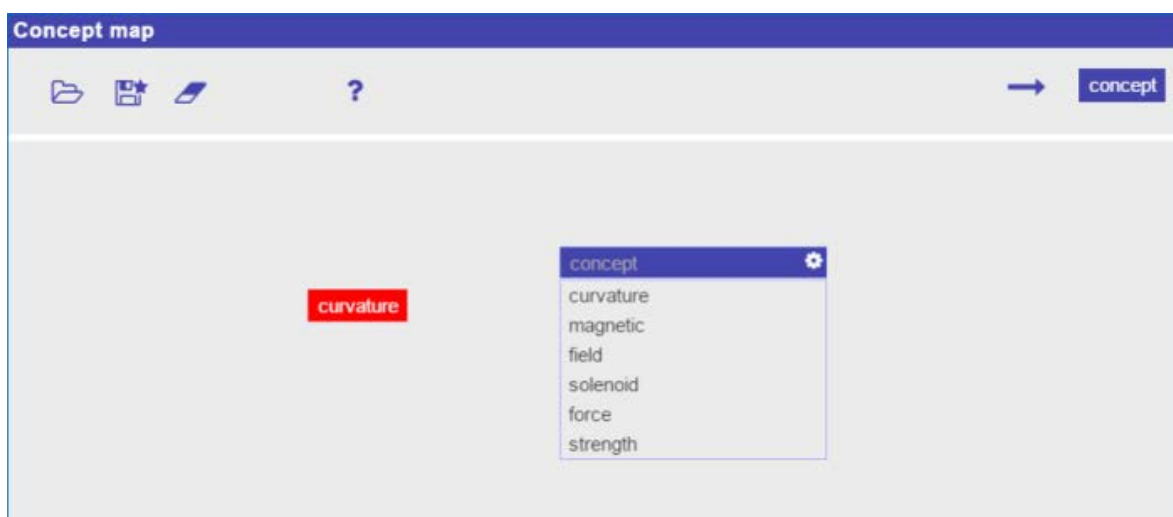 Concept map
? concept
concept
curvature
curvature
magnetic
field
solenoid
force
strength